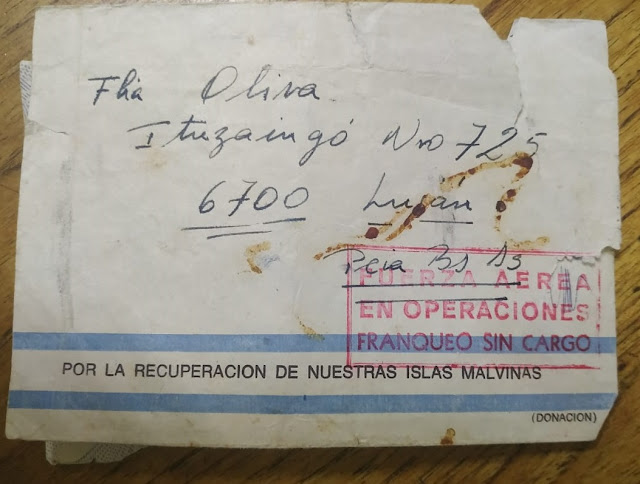 Flia Oliva
Ituzaingó Nro 725
6700 Luján
Pcia Bs As
FUERZA AEREA
EN OPERACIONES
FRANQUEO SIN CARGO
POR LA RECUPERACION DE NUESTRAS ISLAS MALVINAS
(DONACION)